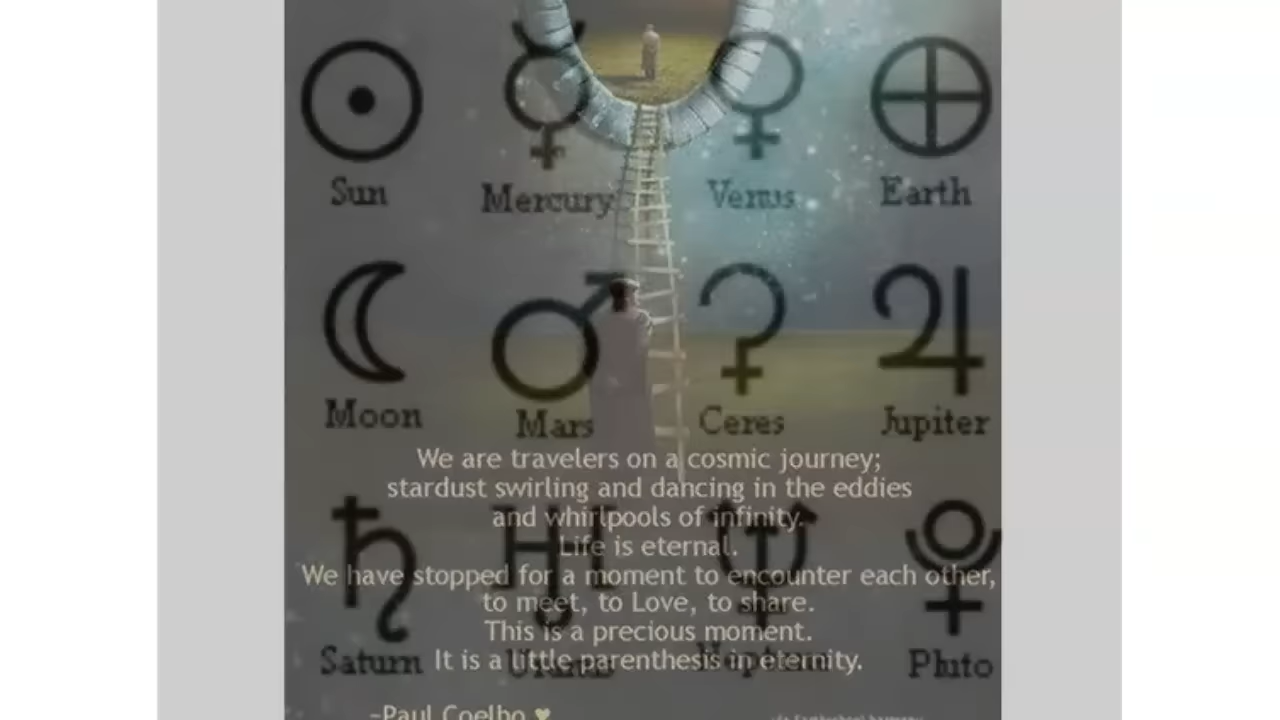 Sun Mercury Venus Earth
Moon Mars Ceres Jupiter
We are travelers on a cosmic journey;
stardust swirling and dancing in the eddies
and whirlpools of infinity.
Life is eternal.
We have stopped for a moment to encounter each other,
to meet, to Love, to share.
This is a precious moment.
It is a little parenthesis in eternity.
Saturn Uranus Neptune Pluto
~Paul Coelho ♥